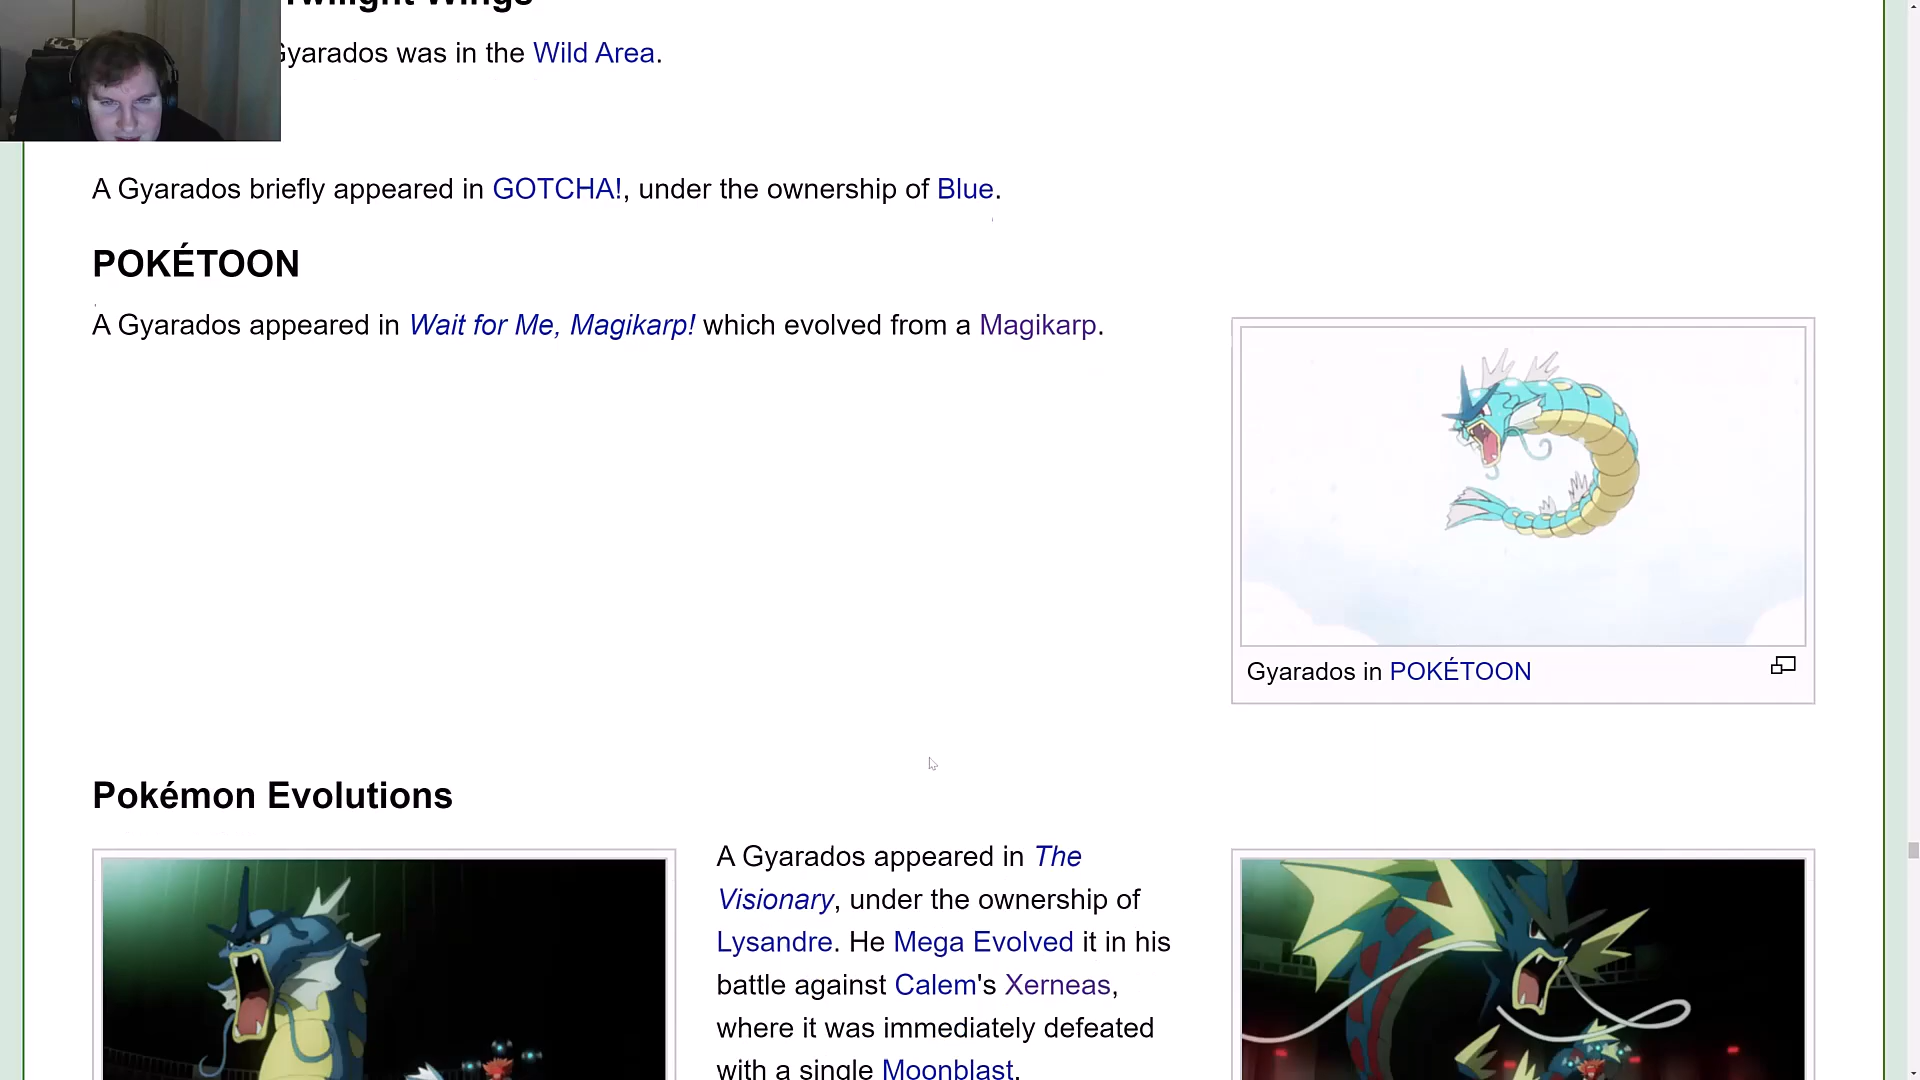 Twilight Wings
Gyarados was in the Wild Area.
A Gyarados briefly appeared in GOTCHA!, under the ownership of Blue.
POKÉTOON
A Gyarados appeared in Wait for Me, Magikarp! which evolved from a Magikarp.
Gyarados in POKÉTOON
Pokémon Evolutions
A Gyarados appeared in The
Visionary, under the ownership of
Lysandre. He Mega Evolved it in his
battle against Calem's Xerneas,
where it was immediately defeated
with a single Moonblast.